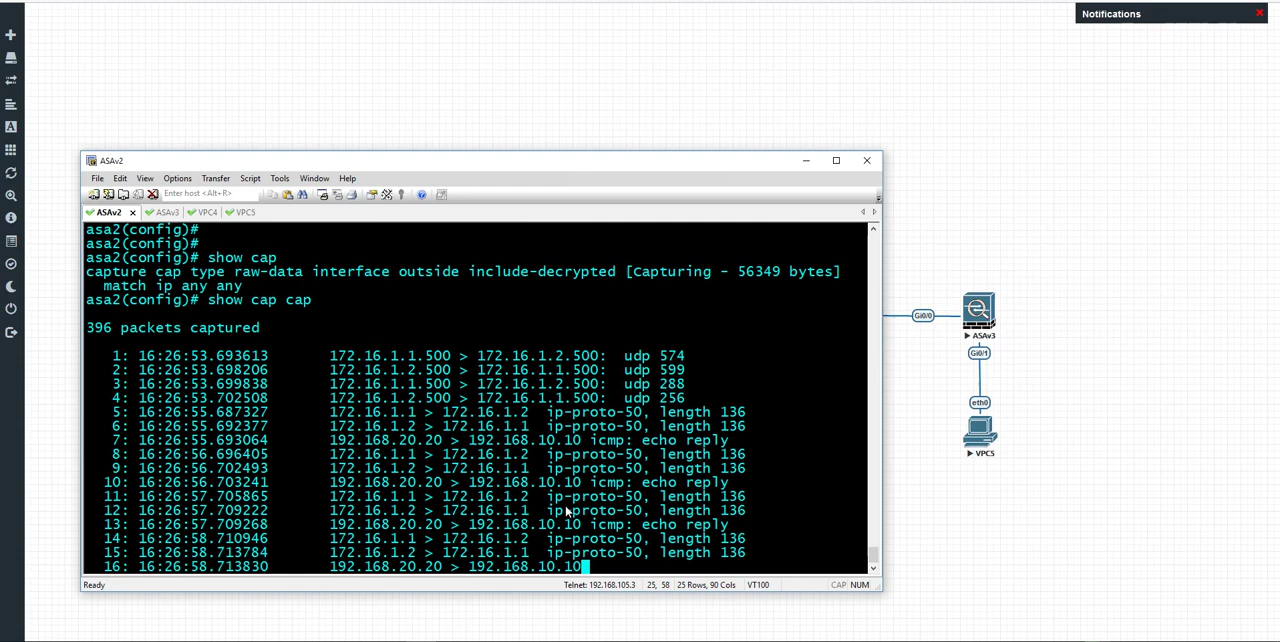 Notifications
ASAv2
File Edit View Options Transfer Script Tools Window Help
Enter host <Alt+R>
ASAv2 ASAv3 VPC4 VPC5
asa2(config)#
asa2(config)#
asa2(config)# show cap
capture cap type raw-data interface outside include-decrypted [Capturing - 56349 bytes]
match ip any any
asa2(config)# show cap cap
396 packets captured
1: 16:26:53.693613 172.16.1.1.500 > 172.16.1.2.500: udp 574
2: 16:26:53.698206 172.16.1.2.500 > 172.16.1.1.500: udp 599
3: 16:26:53.699838 172.16.1.1.500 > 172.16.1.2.500: udp 288
4: 16:26:53.702508 172.16.1.2.500 > 172.16.1.1.500: udp 256
5: 16:26:55.687327 172.16.1.1 > 172.16.1.2 ip-proto-50, length 136
6: 16:26:55.692377 172.16.1.2 > 172.16.1.1 ip-proto-50, length 136
7: 16:26:55.693064 192.168.20.20 > 192.168.10.10 icmp: echo reply
8: 16:26:56.696405 172.16.1.1 > 172.16.1.2 ip-proto-50, length 136
9: 16:26:56.702493 172.16.1.2 > 172.16.1.1 ip-proto-50, length 136
10: 16:26:56.703241 192.168.20.20 > 192.168.10.10 icmp: echo reply
11: 16:26:57.705865 172.16.1.1 > 172.16.1.2 ip-proto-50, length 136
12: 16:26:57.709222 172.16.1.2 > 172.16.1.1 ip-proto-50, length 136
13: 16:26:57.709268 192.168.20.20 > 192.168.10.10 icmp: echo reply
14: 16:26:58.710946 172.16.1.1 > 172.16.1.2 ip-proto-50, length 136
15: 16:26:58.713784 172.16.1.2 > 172.16.1.1 ip-proto-50, length 136
16: 16:26:58.713830 192.168.20.20 > 192.168.10.10
Ready Telnet: 192.168.105.3 25, 58 25 Rows, 90 Cols VT100 CAP NUM
Gi0/0
ASAv3
Gi0/1
eth0
VPC5